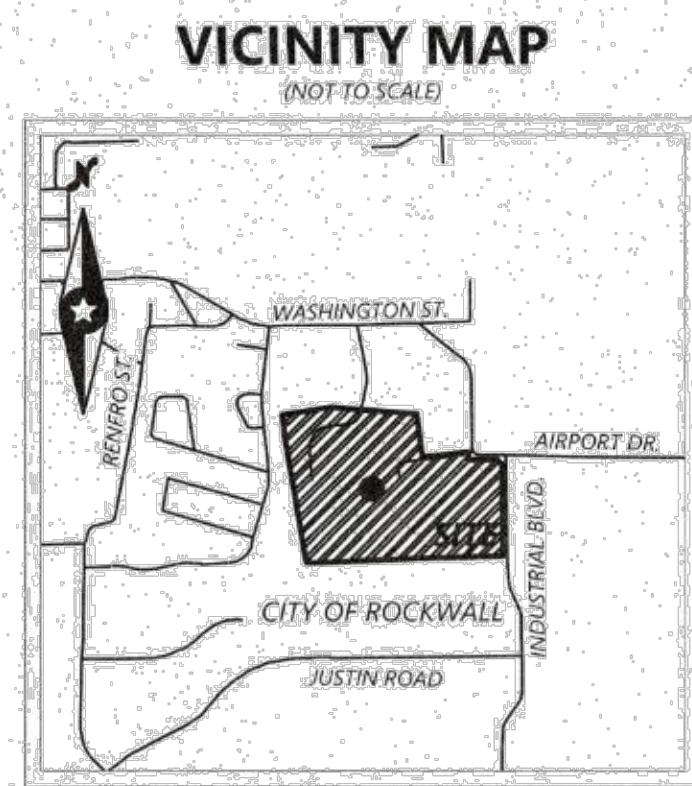 VICINITY MAP
(NOT TO SCALE)
N
WASHINGTON ST.
RENFRO ST.
AIRPORT DR.
SITE
INDUSTRIAL BLVD.
CITY OF ROCKWALL
JUSTIN ROAD